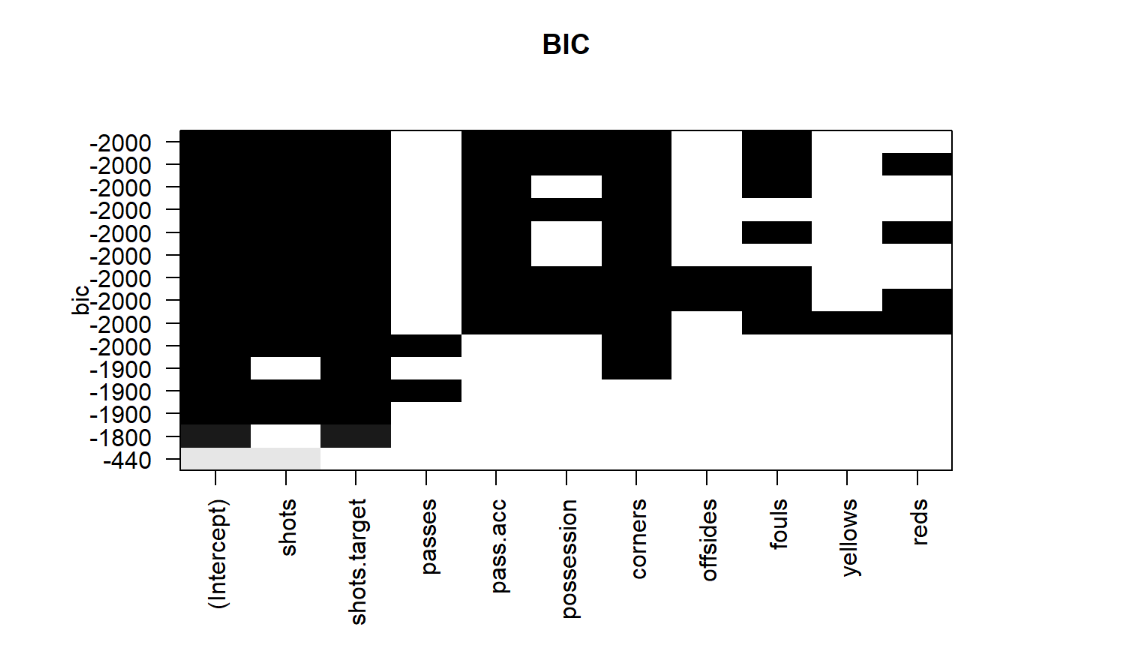 BIC
-2000
-2000
-2000
-2000
-2000
-2000
-2000
-2000
-2000
-2000
-1900
-1900
-1900
-1800
-440
bic
(Intercept)
shots
shots.target
passes
pass.acc
possession
corners
offsides
fouls
yellows
reds